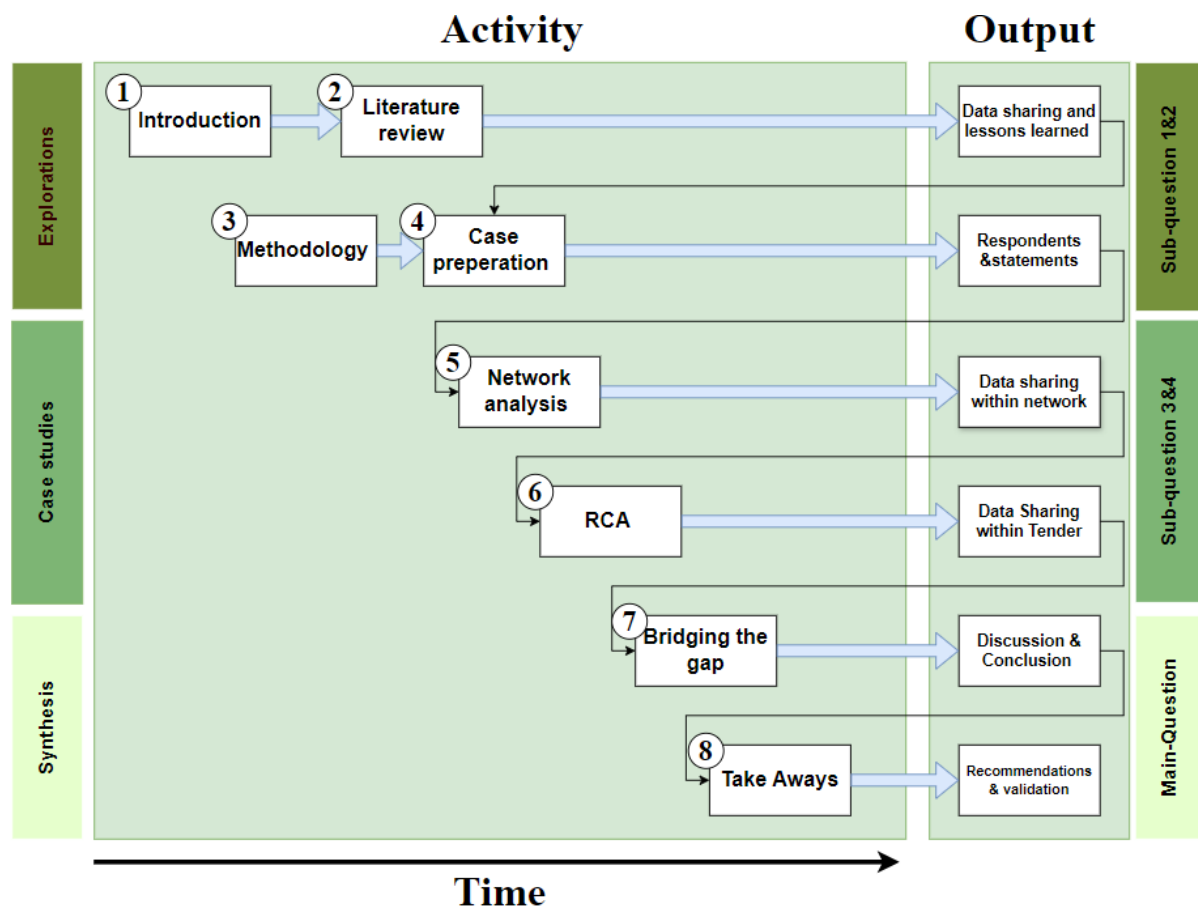 Activity
Output
Explorations
1
Introduction
2
Literature
review
Data sharing and
lessons learned
Sub-question 1&2
3
Methodology
4
Case
preperation
Respondents
&statements
Case studies
5
Network
analysis
Data sharing
within network
Sub-question 3&4
6
RCA
Data Sharing
within Tender
Synthesis
7
Bridging the
gap
Discussion &
Conclusion
Main-Question
8
Take Aways
Recommendations
& validation
Time